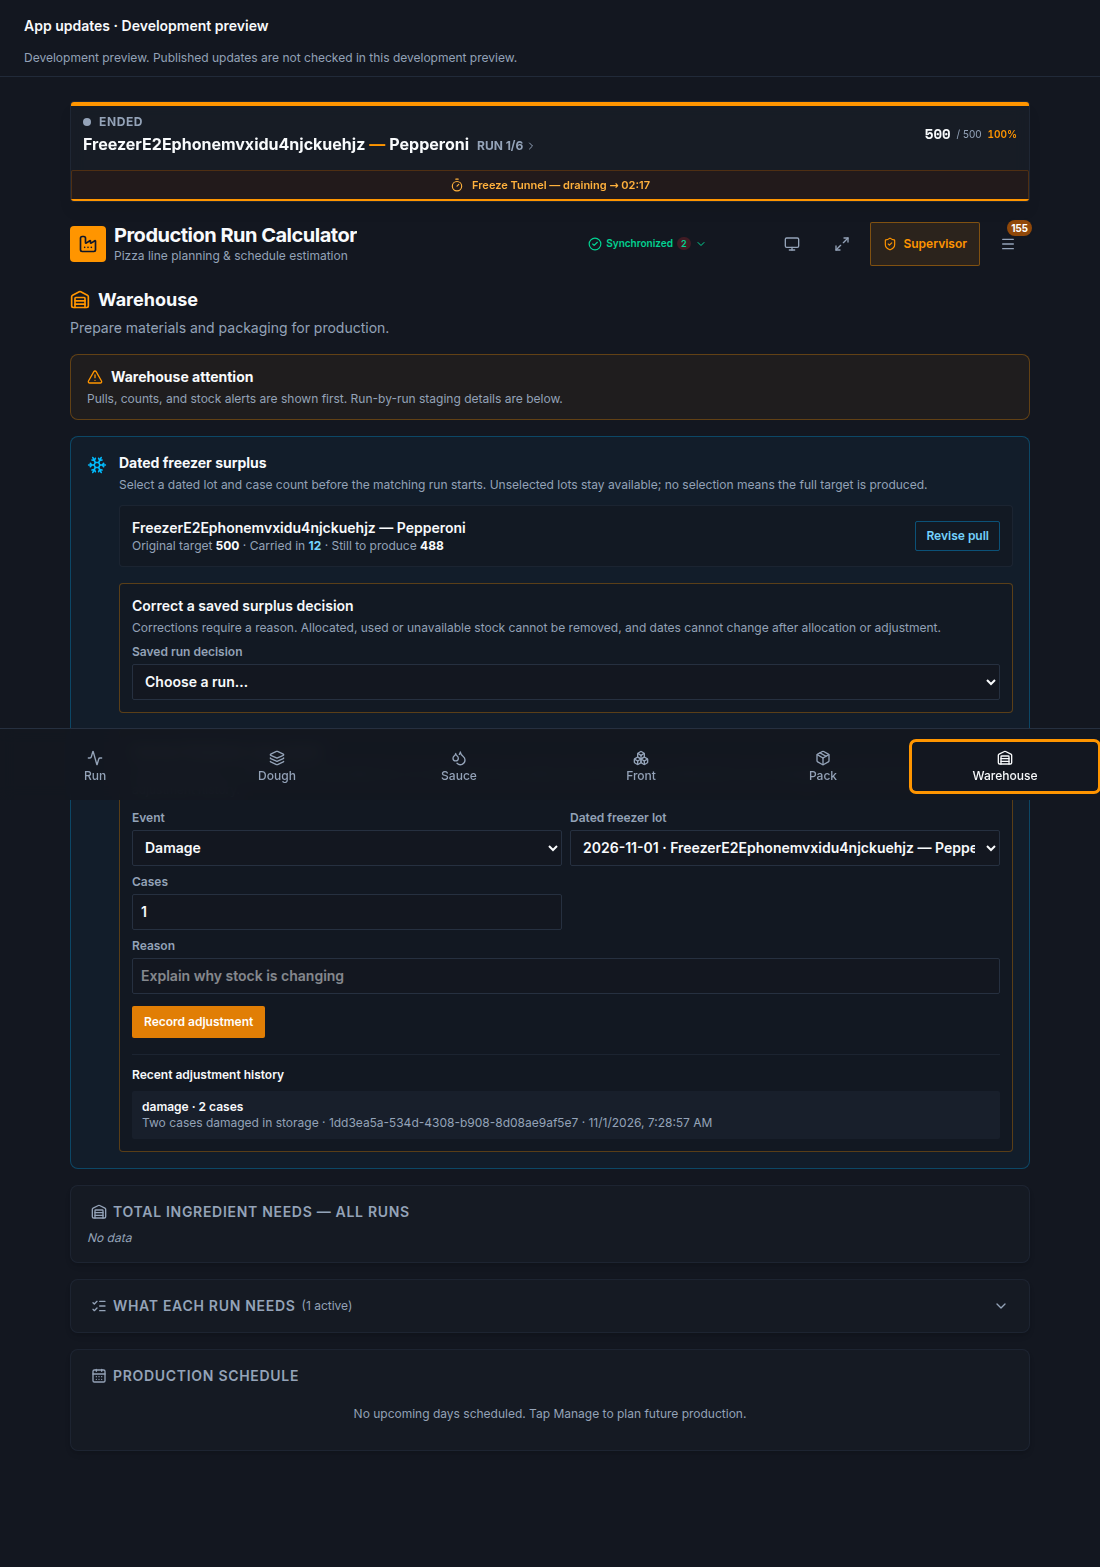 App updates · Development preview
Development preview. Published updates are not checked in this development preview.
ENDED
FreezerE2Ephonemvxidu4njckuehjz — Pepperoni RUN 1/6
500 / 500 100%
Freeze Tunnel — draining → 02:17
Production Run Calculator
Pizza line planning & schedule estimation
Synchronized 2
Supervisor
155
Warehouse
Prepare materials and packaging for production.
Warehouse attention
Pulls, counts, and stock alerts are shown first. Run-by-run staging details are below.
Dated freezer surplus
Select a dated lot and case count before the matching run starts. Unselected lots stay available; no selection means the full target is produced.
FreezerE2Ephonemvxidu4njckuehjz — Pepperoni
Original target 500 · Carried in 12 · Still to produce 488
Revise pull
Correct a saved surplus decision
Corrections require a reason. Allocated, used or unavailable stock cannot be removed, and dates cannot change after allocation or adjustment.
Saved run decision
Choose a run...
Run
Dough
Sauce
Front
Pack
Warehouse
Event
Dated freezer lot
Damage
2026-11-01 · FreezerE2Ephonemvxidu4njckuehjz — Peppe
Cases
1
Reason
Explain why stock is changing
Record adjustment
Recent adjustment history
damage · 2 cases
Two cases damaged in storage · 1dd3ea5a-534d-4308-b908-8d08ae9af5e7 · 11/1/2026, 7:28:57 AM
TOTAL INGREDIENT NEEDS — ALL RUNS
No data
WHAT EACH RUN NEEDS (1 active)
PRODUCTION SCHEDULE
No upcoming days scheduled. Tap Manage to plan future production.